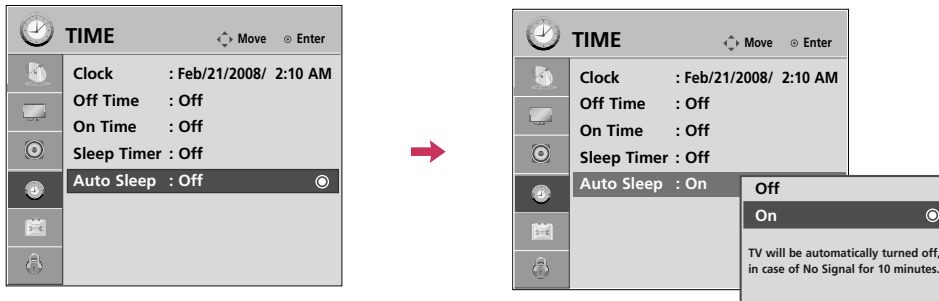 TIME Move Enter
Clock : Feb/21/2008/ 2:10 AM
Off Time : Off
On Time : Off
Sleep Timer : Off
Auto Sleep : Off
TIME Move Enter
Clock : Feb/21/2008/ 2:10 AM
Off Time : Off
On Time : Off
Sleep Timer : Off
Auto Sleep : On
Off
On
TV will be automatically turned off,
in case of No Signal for 10 minutes.